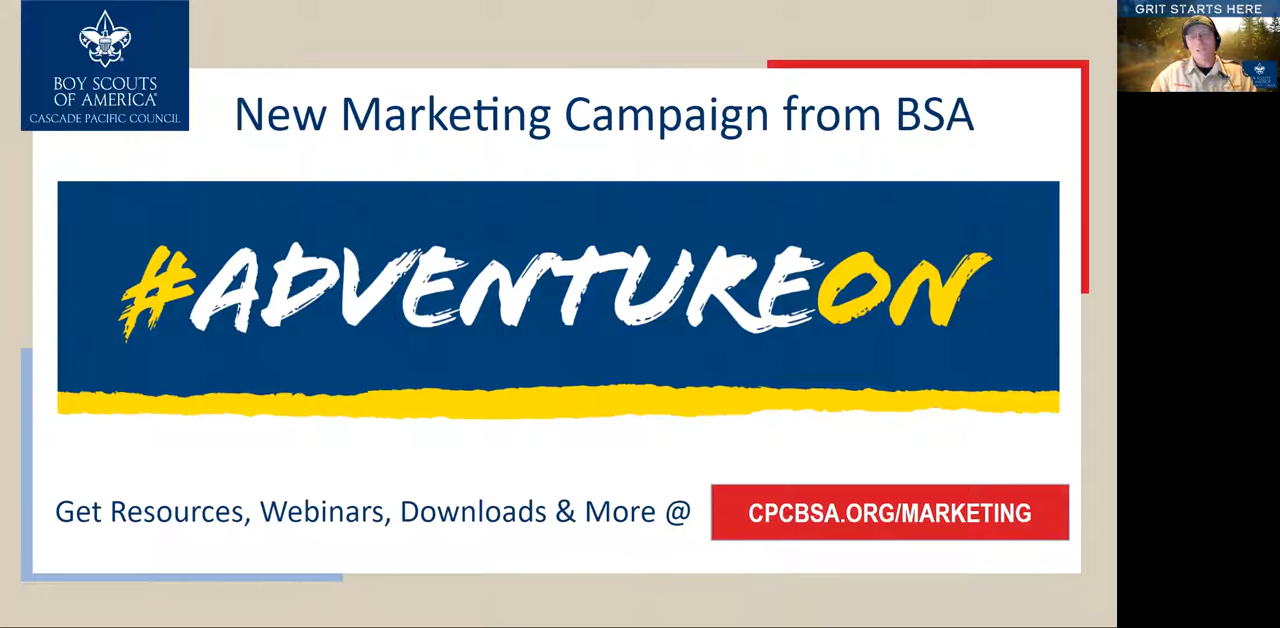 BOY SCOUTS
OF AMERICA®
CASCADE PACIFIC COUNCIL
GRIT STARTS HERE
New Marketing Campaign from BSA
#ADVENTUREON
Get Resources, Webinars, Downloads & More @
CPCBSA.ORG/MARKETING